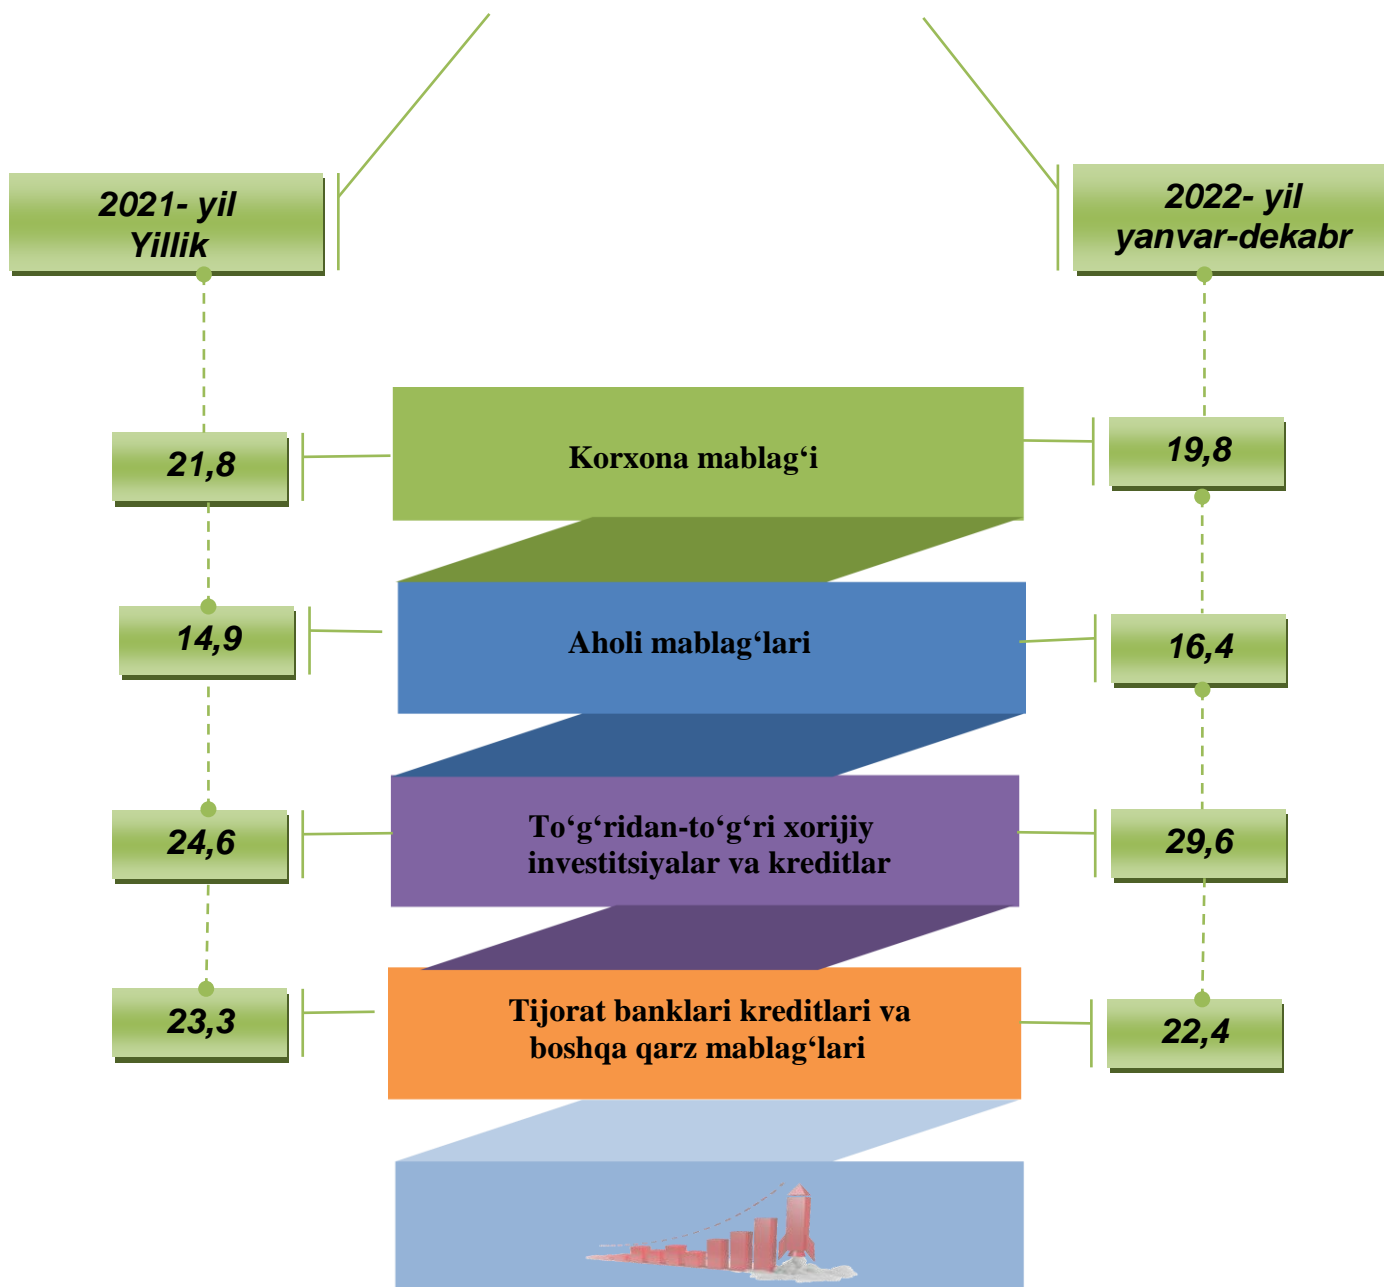 2021- yil
Yillik
2022- yil
yanvar-dekabr
21,8
Korxona mablag‘i
19,8
14,9
Aholi mablag‘lari
16,4
24,6
To‘g‘ridan-to‘g‘ri xorijiy
investitsiyalar va kreditlar
29,6
23,3
Tijorat banklari kreditlari va
boshqa qarz mablag‘lari
22,4